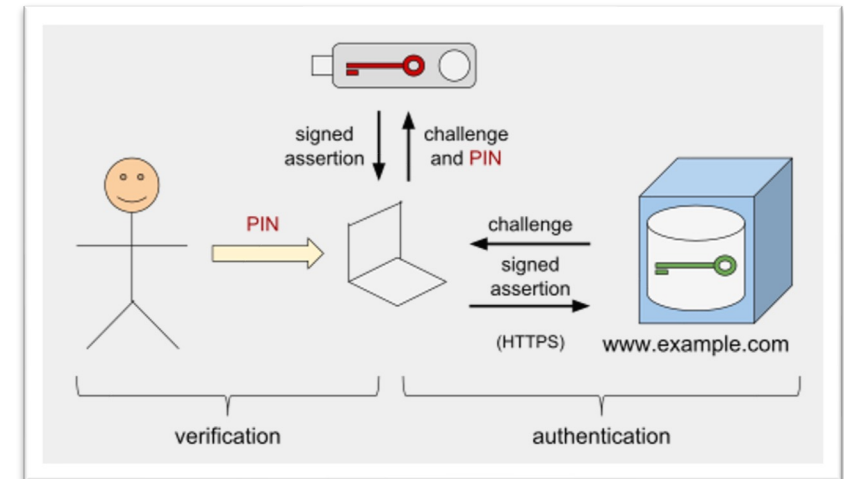 signed
assertion
challenge
and PIN
PIN
challenge
signed
assertion
(HTTPS)
www.example.com
verification
authentication